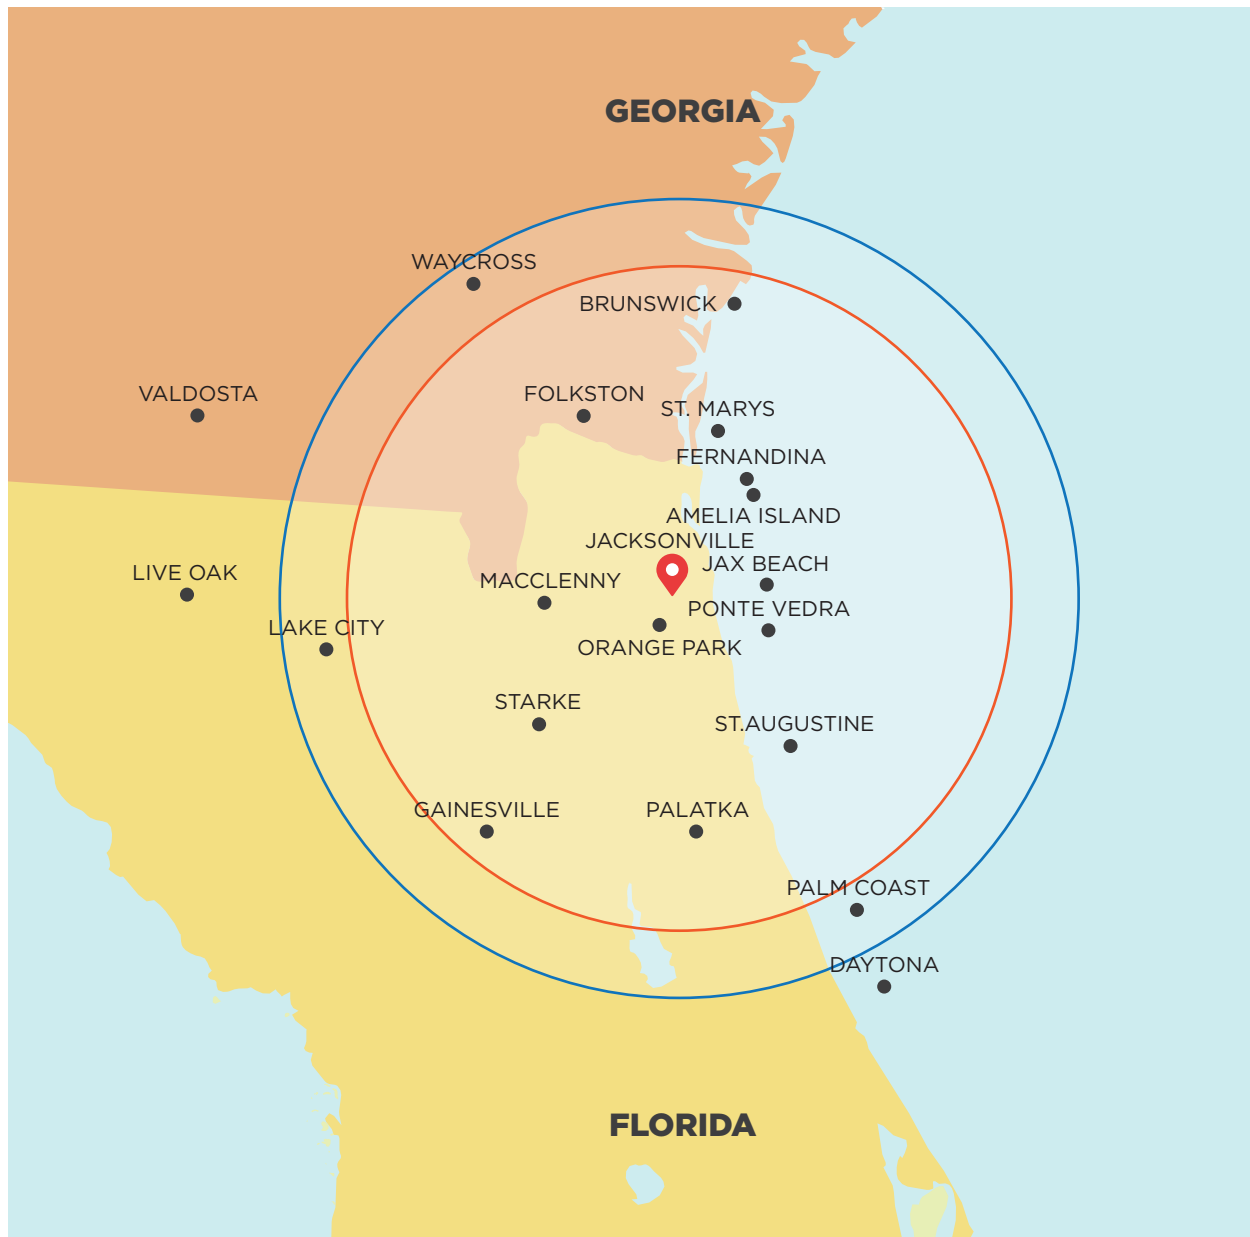 GEORGIA
WAYCROSS
BRUNSWICK
VALDOSTA
FOLKSTON
ST. MARYS
FERNANDINA
AMELIA ISLAND
JACKSONVILLE
JAX BEACH
LIVE OAK
MACCLENNY
PONTE VEDRA
LAKE CITY
ORANGE PARK
STARKE
ST.AUGUSTINE
GAINESVILLE
PALATKA
PALM COAST
DAYTONA
FLORIDA